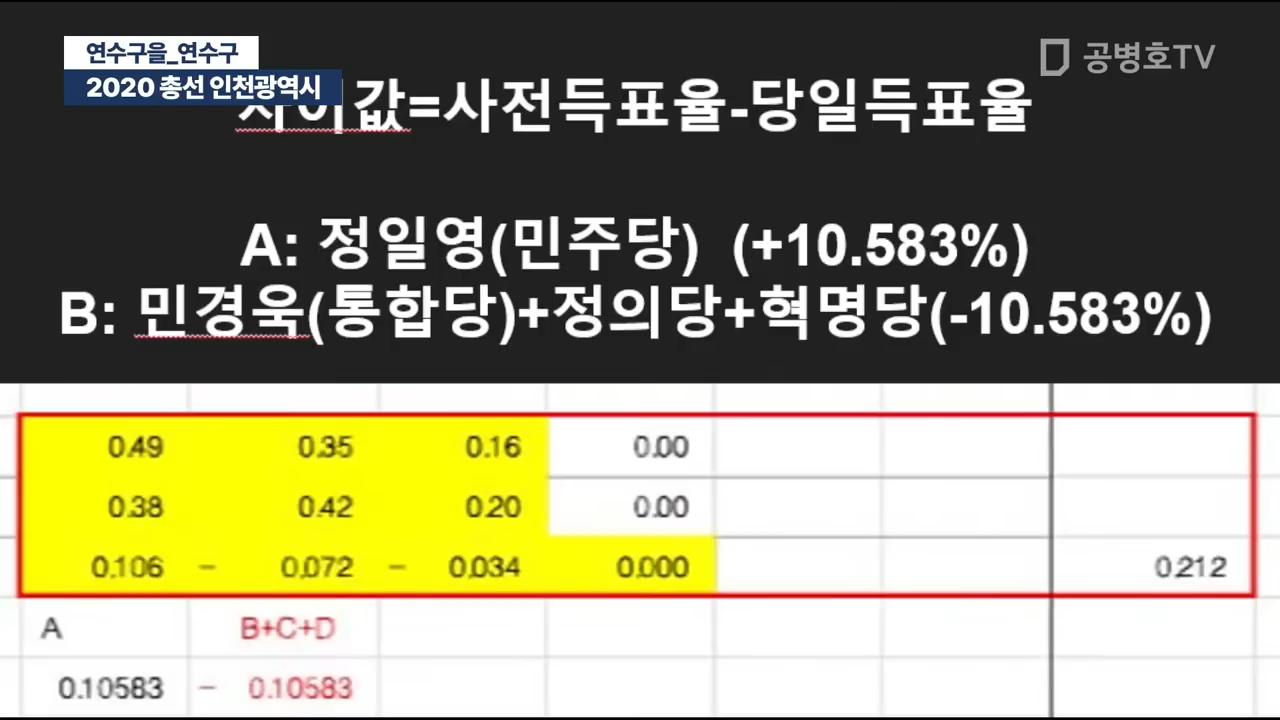 연수구을_연수구
공병호TV
2020 총선 인천광역시
차이값=사전득표율-당일득표율
A: 정일영(민주당) (+10.583%)
B: 민경욱(통합당)+정의당+혁명당(-10.583%)
0.49 0.35 0.16 0.00
0.38 0.42 0.20 0.00
0.106 - 0.072 - 0.034 0.000 0.212
A B+C+D
0.10583 - 0.10583